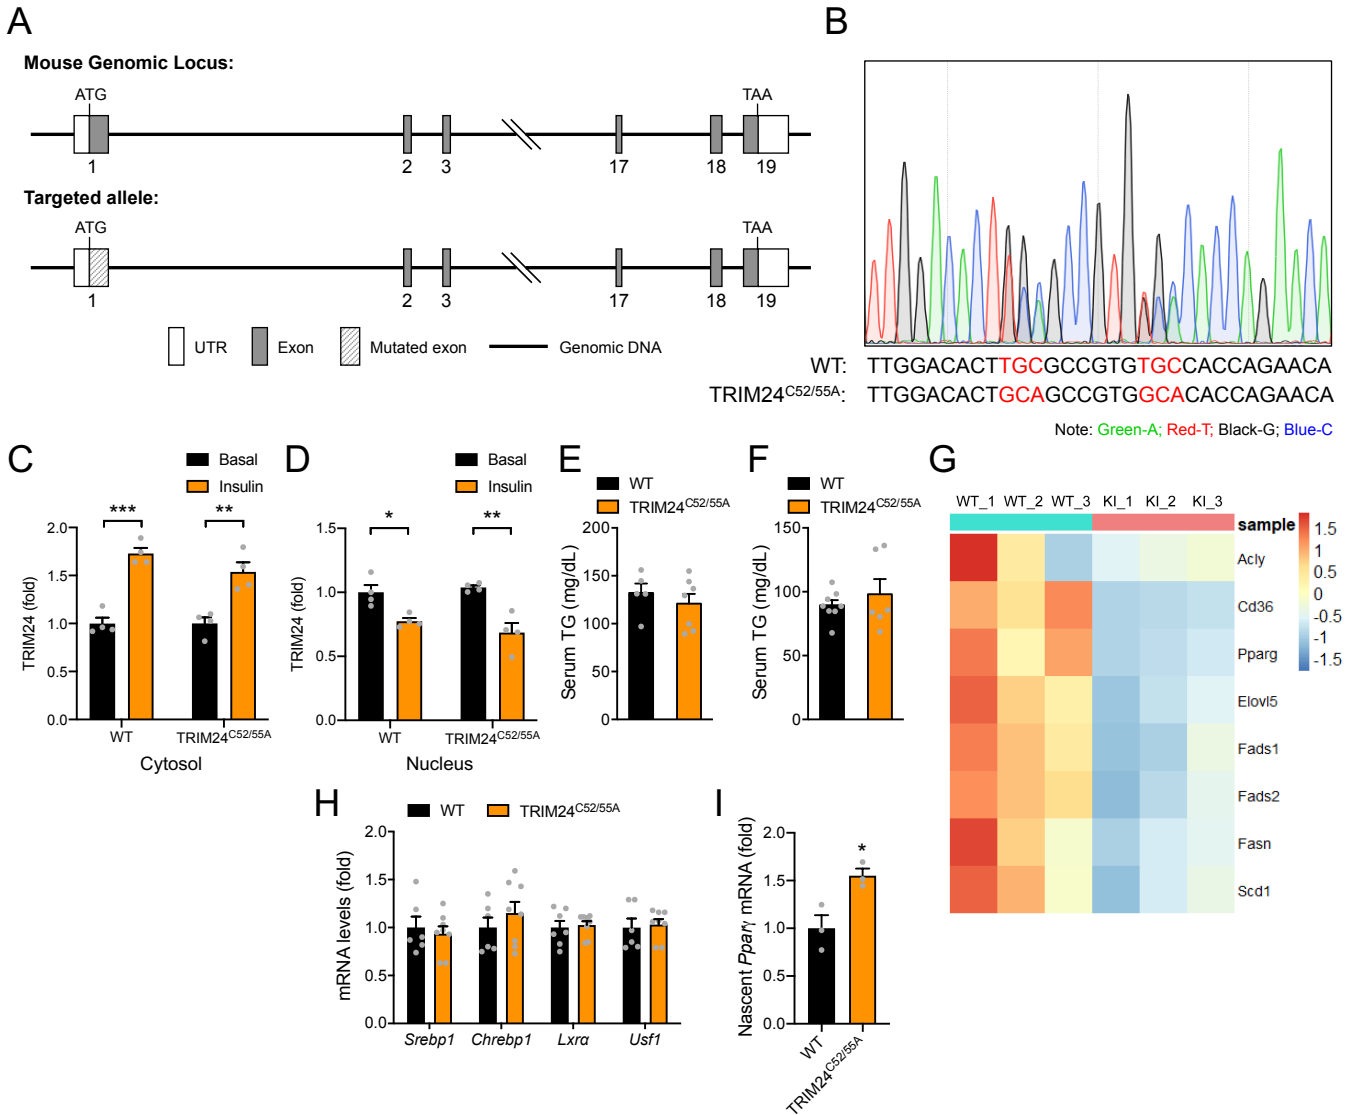 A
Mouse Genomic Locus:
ATG TAA
1 2 3 17 18 19
Targeted allele:
ATG TAA
1 2 3 17 18 19
UTR Exon Mutated exon Genomic DNA
B
WT: TTGGACACTTGCGCCGTGTGCCACCAGAACA
TRIM24C52/55A: TTGGACACTGCAGCCGTGGCACACCAGAACA
Note: Green-A; Red-T; Black-G; Blue-C
C
Basal
Insulin
***
**
TRIM24 (fold)
2.0
1.5
1.0
0.5
0.0
WT TRIM24C52/55A
Cytosol
D
Basal
Insulin
*
**
TRIM24 (fold)
1.5
1.0
0.5
0.0
WT TRIM24C52/55A
Nucleus
E
WT
TRIM24C52/55A
Serum TG (mg/dL)
200
150
100
50
0
F
WT
TRIM24C52/55A
Serum TG (mg/dL)
150
100
50
0
G
WT_1 WT_2 WT_3 KI_1 KI_2 KI_3
sample
Acly
Cd36
Pparg
Elovl5
Fads1
Fads2
Fasn
Scd1
1.5
1
0.5
0
-0.5
-1
-1.5
H
WT TRIM24C52/55A
mRNA levels (fold)
2.0
1.5
1.0
0.5
0.0
Srebp1 Chrebp1 Lxrα Usf1
I
Nascent Pparγ mRNA (fold)
2.0
1.5
1.0
0.5
0.0
*
WT
TRIM24C52/55A